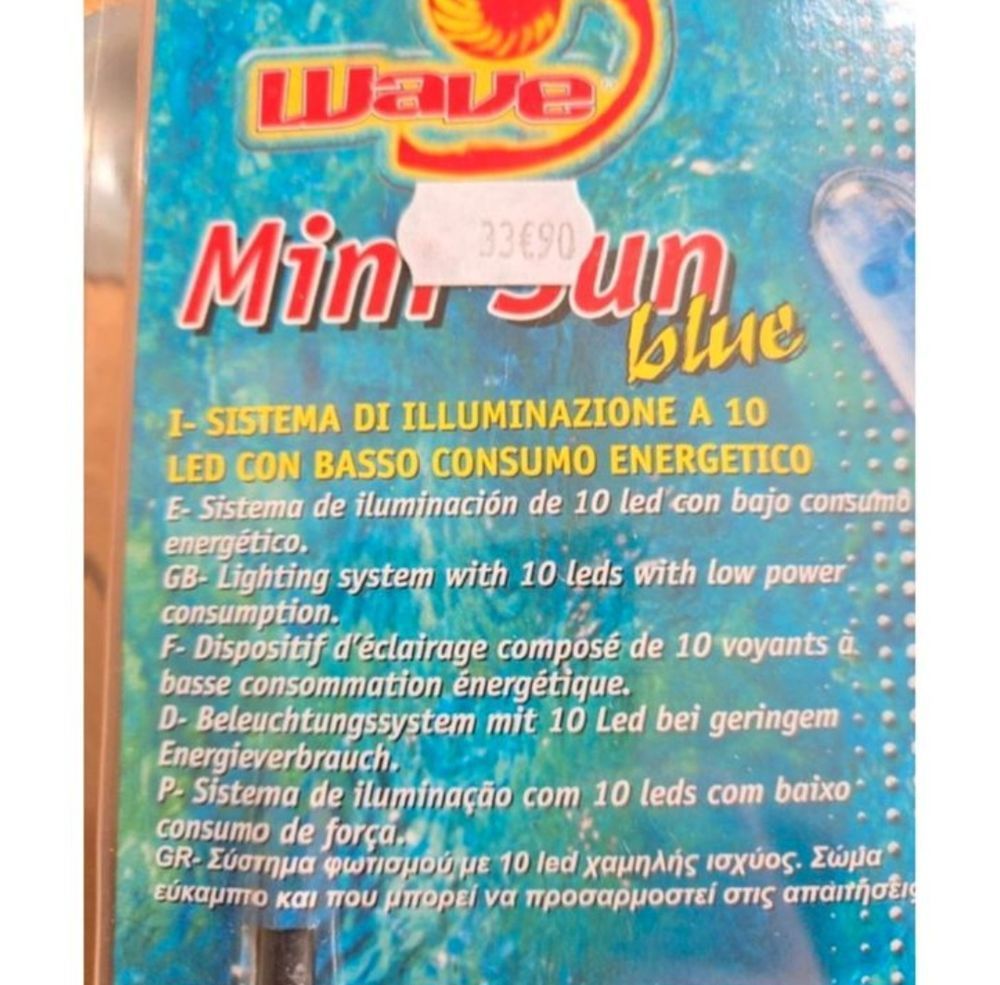 Wave
33€90
Mini Sun
blue
I- SISTEMA DI ILLUMINAZIONE A 10
LED CON BASSO CONSUMO ENERGETICO
E- Sistema de iluminación de 10 led con bajo consumo
energético.
GB- Lighting system with 10 leds with low power
consumption.
F- Dispositif d'éclairage composé de 10 voyants à
basse consommation énergétique.
D- Beleuchtungssystem mit 10 Led bei geringem
Energieverbrauch.
P- Sistema de iluminação com 10 leds com baixo
consumo de força.
GR- Σύστημα φωτισμού με 10 led χαμηλής ισχύος. Σώμα
εύκαμπτο και που μπορεί να προσαρμοστεί στις απαιτήσεις